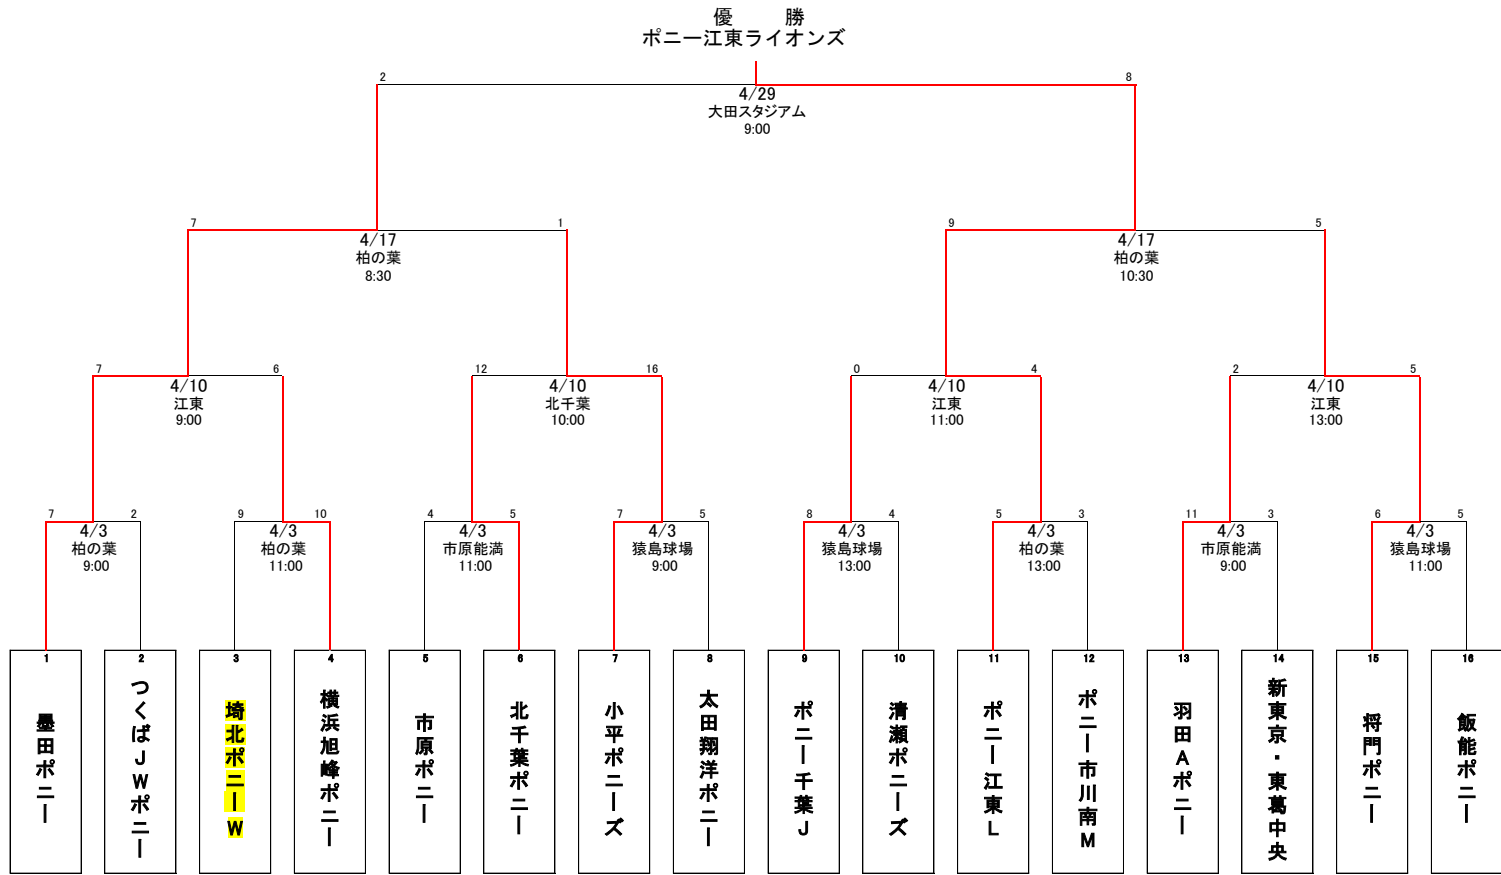 優　　勝
ポニー江東ライオンズ
2
8
4/29
大田スタジアム
9:00
7
1
9
5
4/17
柏の葉
8:30
4/17
柏の葉
10:30
7
6
12
16
0
4
2
5
4/10
江東
9:00
4/10
北千葉
10:00
4/10
江東
11:00
4/10
江東
13:00
7
2
9
10
4
5
7
5
8
4
5
3
11
3
6
5
4/3
柏の葉
9:00
4/3
柏の葉
11:00
4/3
市原能満
11:00
4/3
猿島球場
9:00
4/3
猿島球場
13:00
4/3
柏の葉
13:00
4/3
市原能満
9:00
4/3
猿島球場
11:00
1
墨田ポニー
2
つくばJWポニー
3
埼北ポニーW
4
横浜旭峰ポニー
5
市原ポニー
6
北千葉ポニー
7
小平ポニーズ
8
太田翔洋ポニー
9
ポニー千葉J
10
清瀬ポニーズ
11
ポニー江東L
12
ポニー市川南M
13
羽田Aポニー
14
新東京・東葛中央
15
将門ポニー
16
飯能ポニー